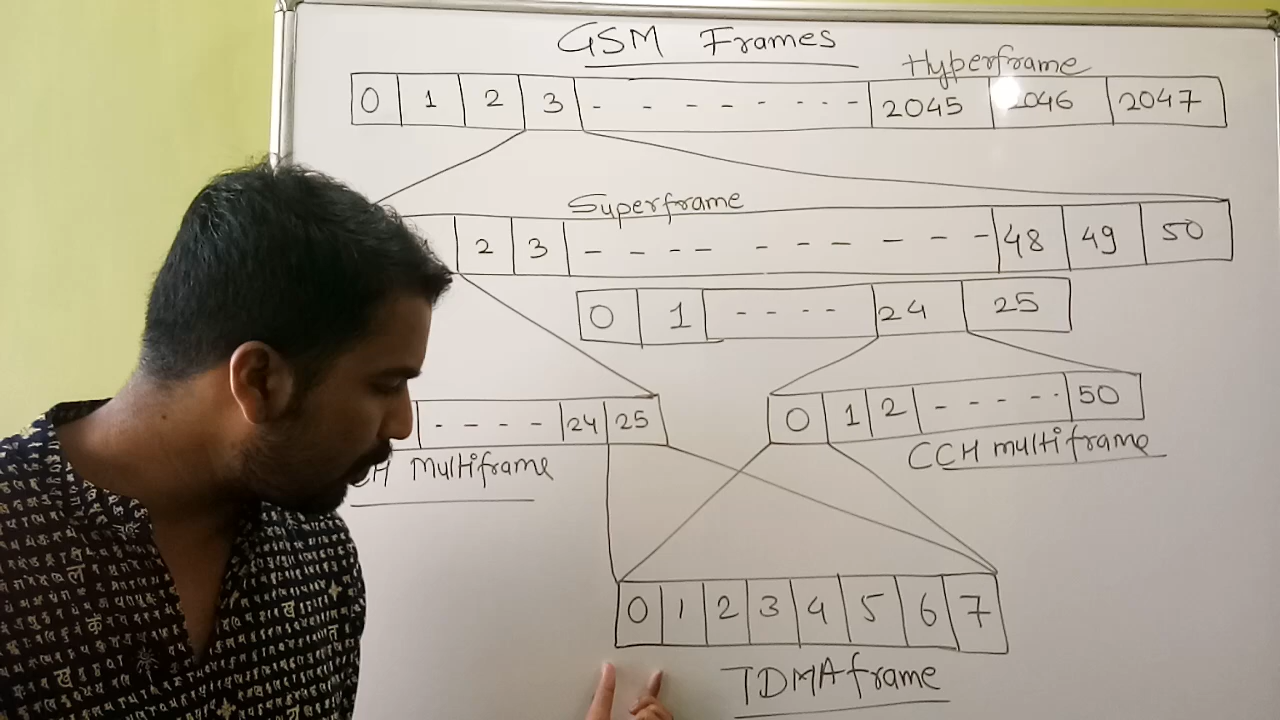 GSM Frames
Hyperframe
0 1 2 3 - - - - - - - - 2045 2046 2047
Superframe
2 3 - - - - - - - - - - 48 49 50
0 1 - - - - 24 25
- - - - 24 25
0 1 2 - - - - - 50
CCH multiframe
Multiframe
0 1 2 3 4 5 6 7
TDMA frame